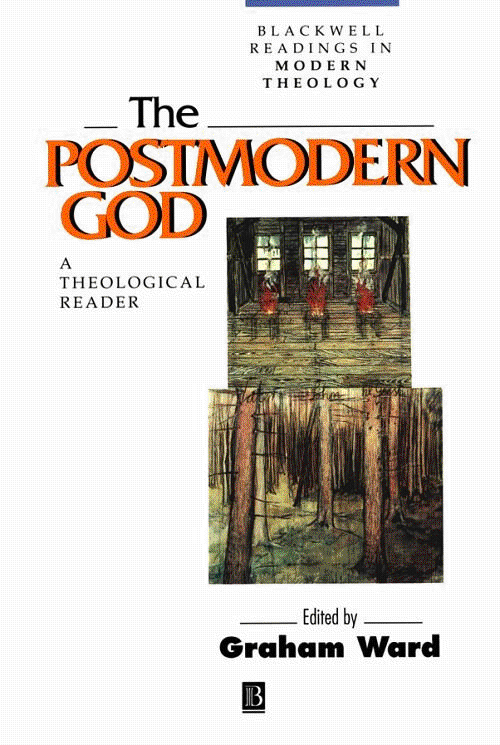 BLACKWELL
READINGS IN
MODERN
THEOLOGY
The
POSTMODERN
GOD
A
THEOLOGICAL
READER
Edited by
Graham Ward
B